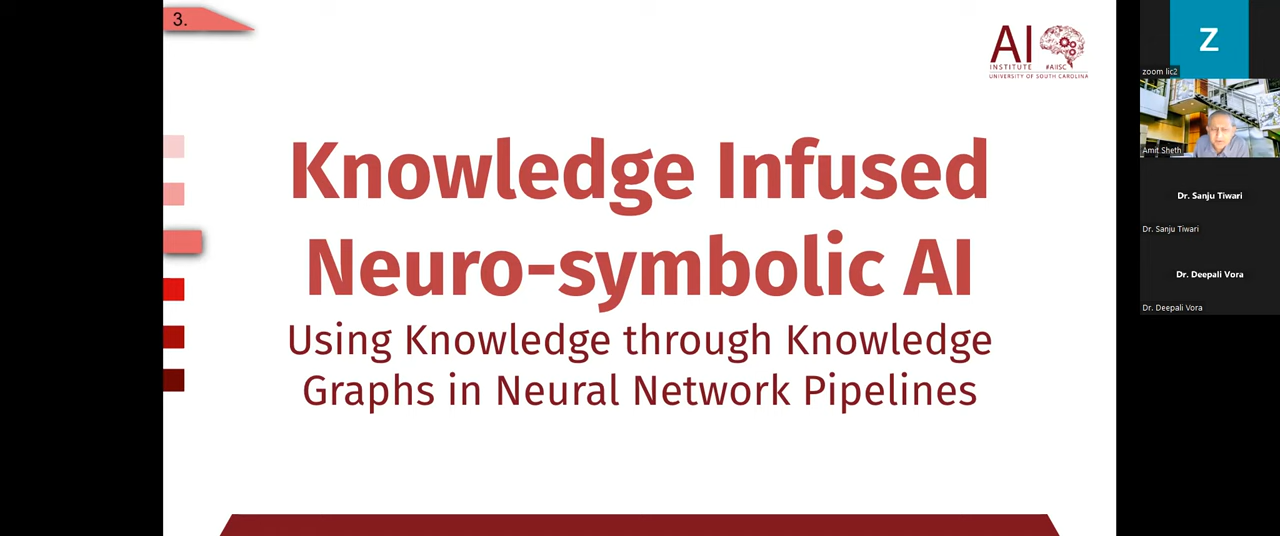 3.
AI
INSTITUTE #AIISC
UNIVERSITY OF SOUTH CAROLINA
Knowledge Infused
Neuro-symbolic AI
Using Knowledge through Knowledge
Graphs in Neural Network Pipelines
Z
zoom lic2
Amit Sheth
Dr. Sanju Tiwari
Dr. Sanju Tiwari
Dr. Deepali Vora
Dr. Deepali Vora